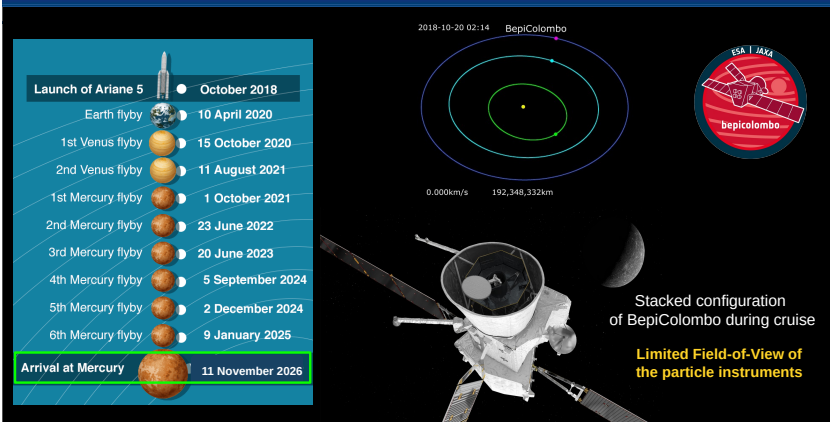 Launch of Ariane 5 October 2018
Earth flyby 10 April 2020
1st Venus flyby 15 October 2020
2nd Venus flyby 11 August 2021
1st Mercury flyby 1 October 2021
2nd Mercury flyby 23 June 2022
3rd Mercury flyby 20 June 2023
4th Mercury flyby 5 September 2024
5th Mercury flyby 2 December 2024
6th Mercury flyby 9 January 2025
Arrival at Mercury 11 November 2026
2018-10-20 02:14 BepiColombo
0.000km/s 192,348,332km
ESA | JAXA
bepicolombo
Stacked configuration
of BepiColombo during cruise
Limited Field-of-View of
the particle instruments